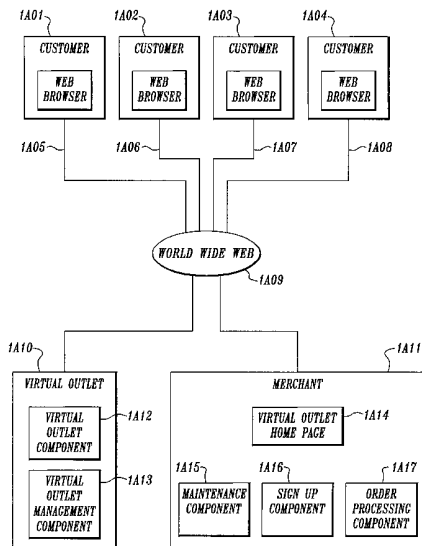 1A01 1A02 1A03 1A04
CUSTOMER CUSTOMER CUSTOMER CUSTOMER
WEB WEB WEB WEB
BROWSER BROWSER BROWSER BROWSER
1A05 1A06 1A07 1A08
WORLD WIDE WEB
1A09
1A10 1A11
VIRTUAL OUTLET MERCHANT
VIRTUAL
OUTLET
COMPONENT
1A12
VIRTUAL OUTLET
HOME PAGE
1A14
VIRTUAL
OUTLET
MANAGEMENT
COMPONENT
1A13
1A15 1A16 1A17
MAINTENANCE
COMPONENT
SIGN UP
COMPONENT
ORDER
PROCESSING
COMPONENT